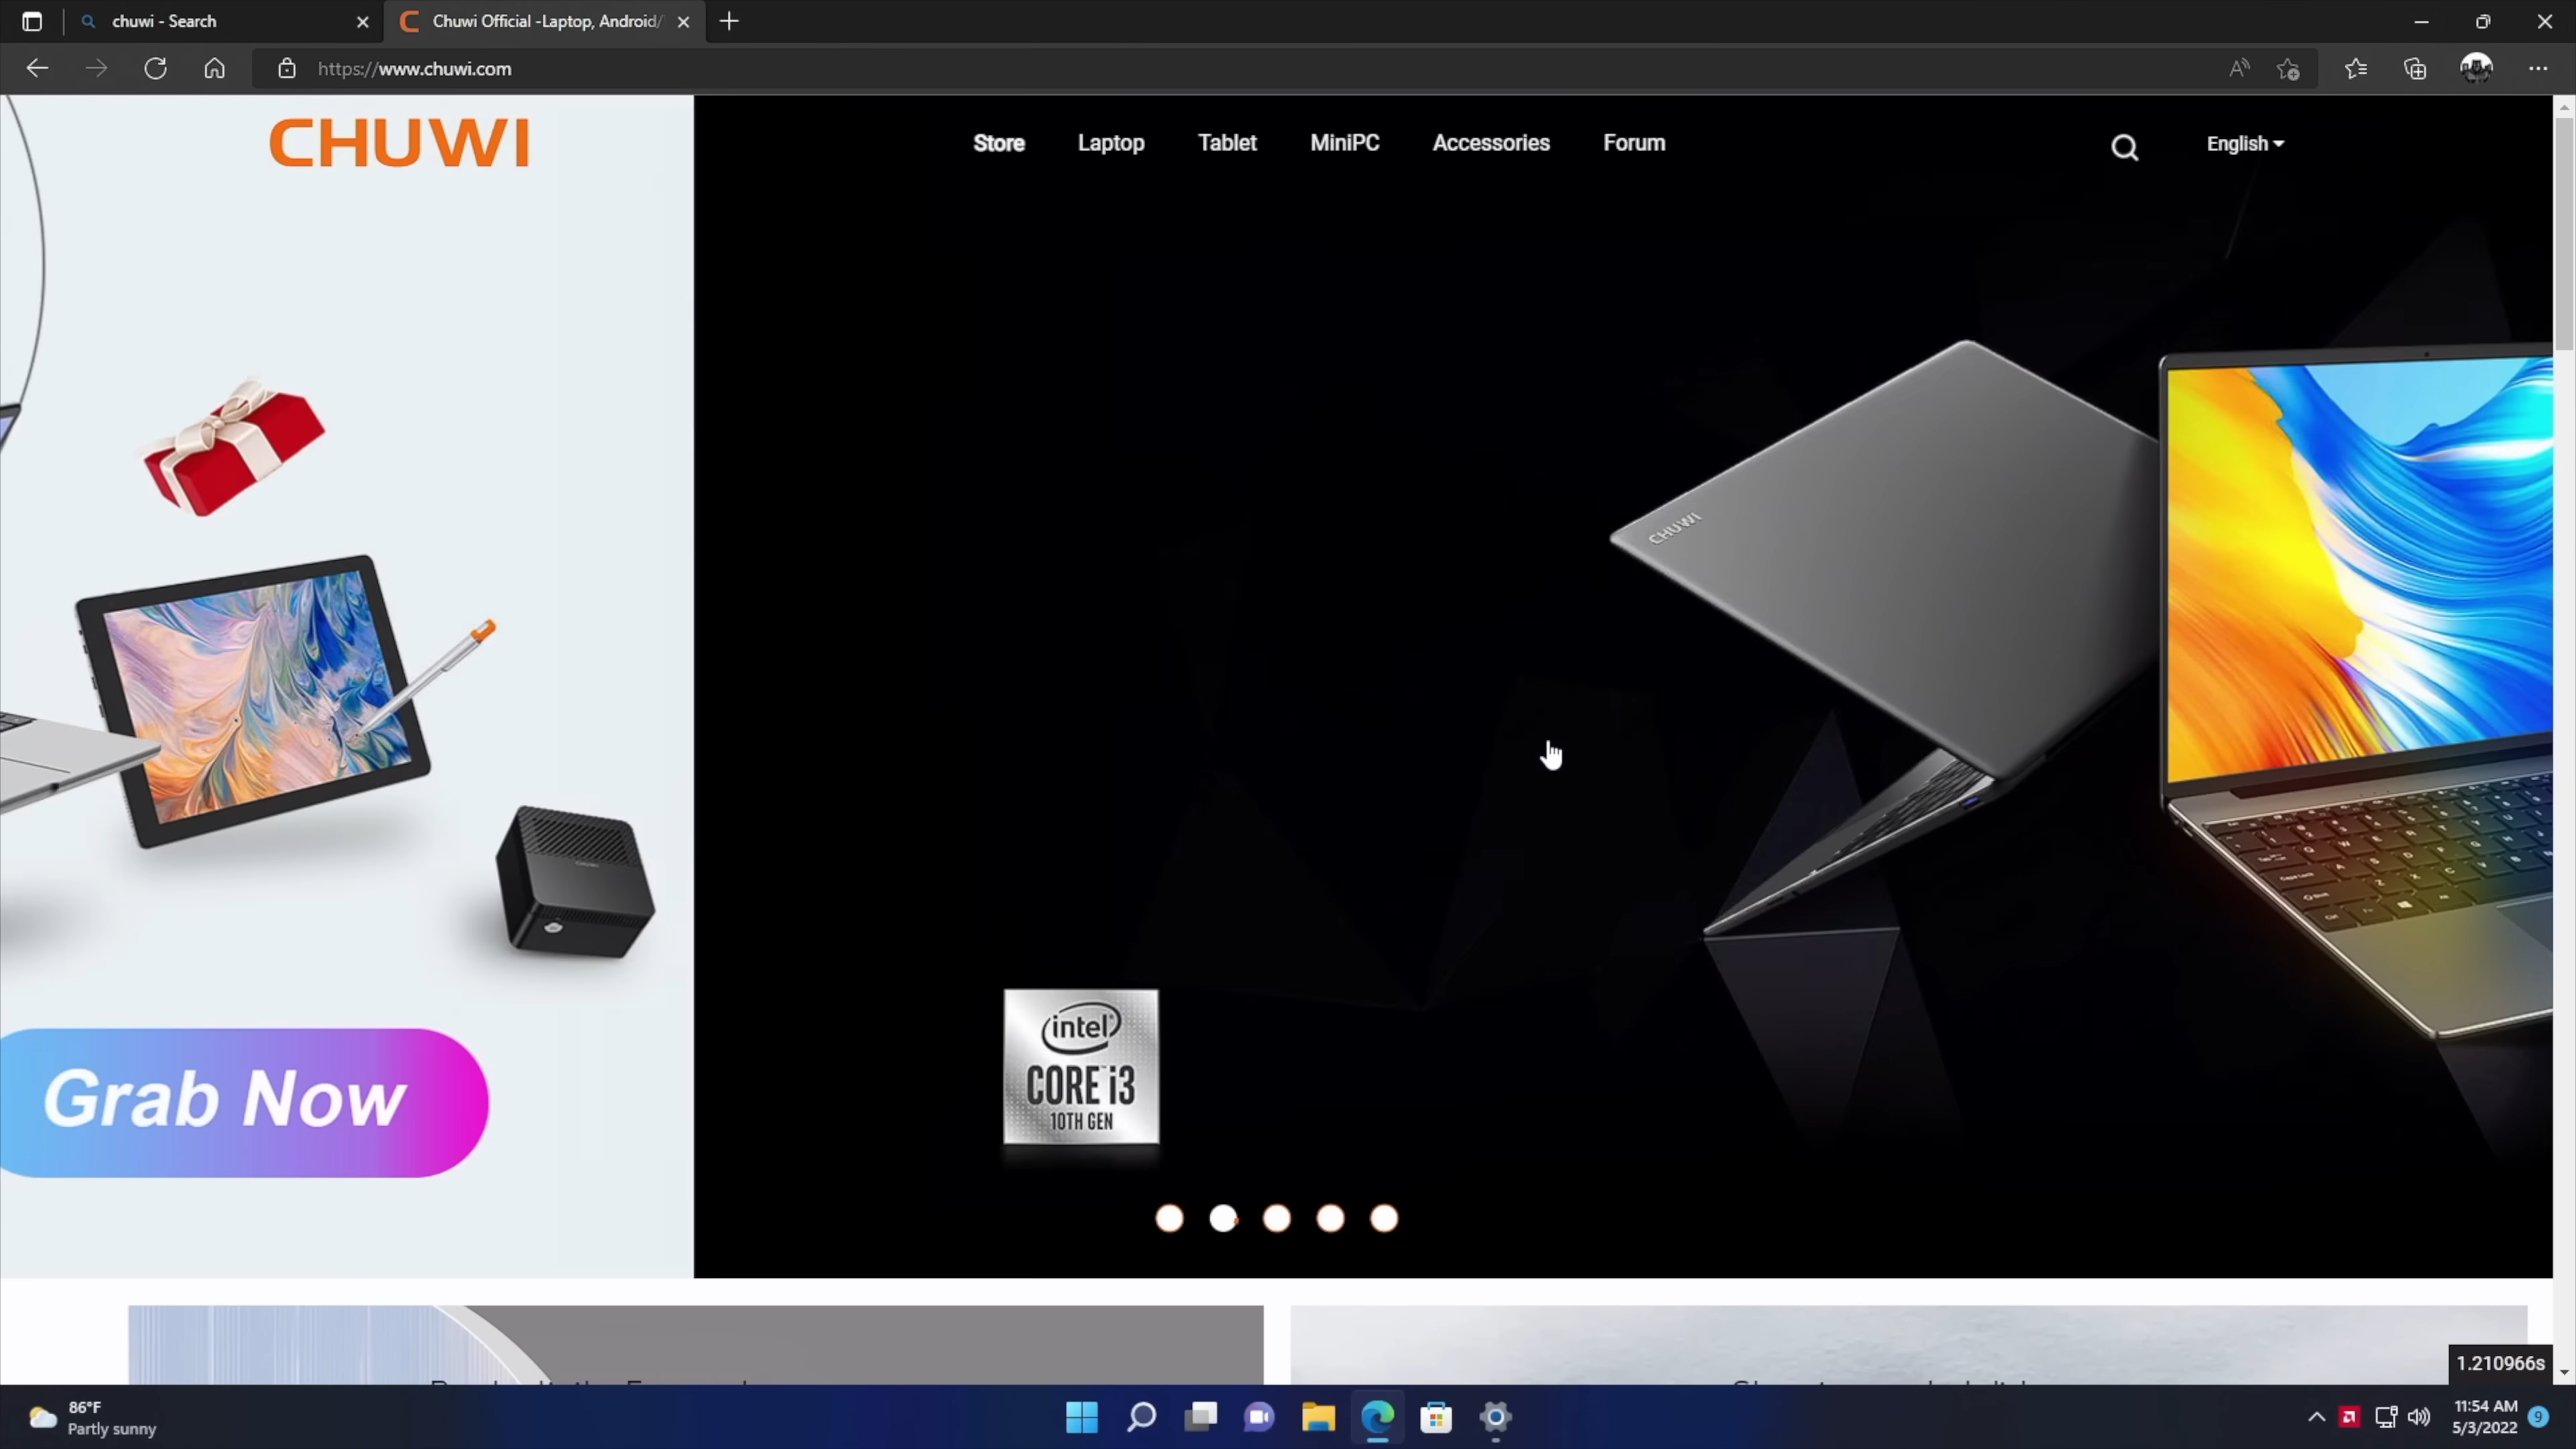 chuwi - Search
Chuwi Official -Laptop, Android/
https://www.chuwi.com
CHUWI
Store
Laptop
Tablet
MiniPC
Accessories
Forum
English
CHUWI
intel
CORE i3
10TH GEN
Grab Now
1.210966s
86°F
Partly sunny
11:54 AM
5/3/2022
9